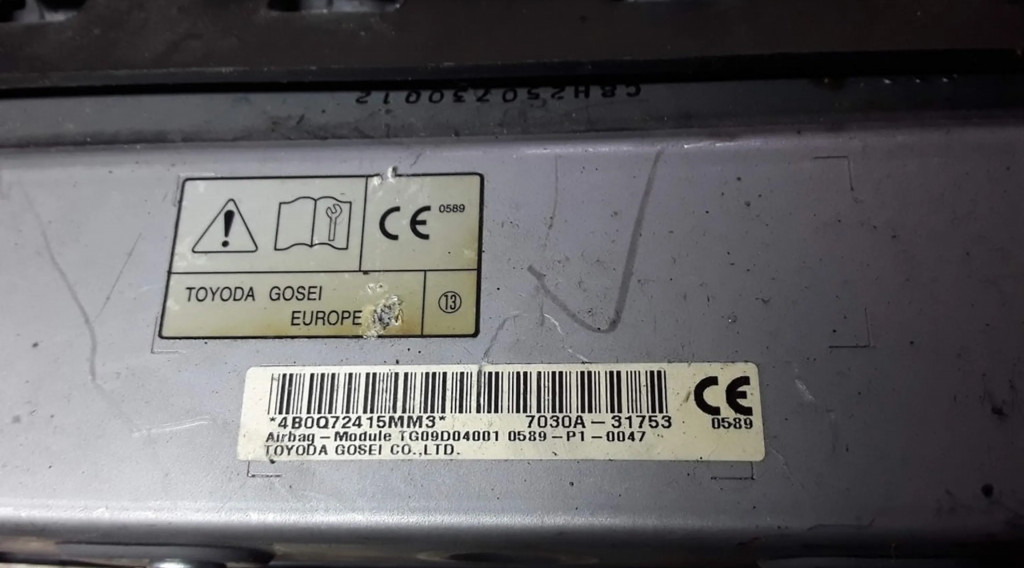 C8H250730012
CE 0589
TOYODA GOSEI
EUROPE
13
*4B0Q72415MM3* 7030A-31753
CE
0589
Airbag-Module TG09D04001 0589-P1-0047
TOYODA GOSEI CO.,LTD.